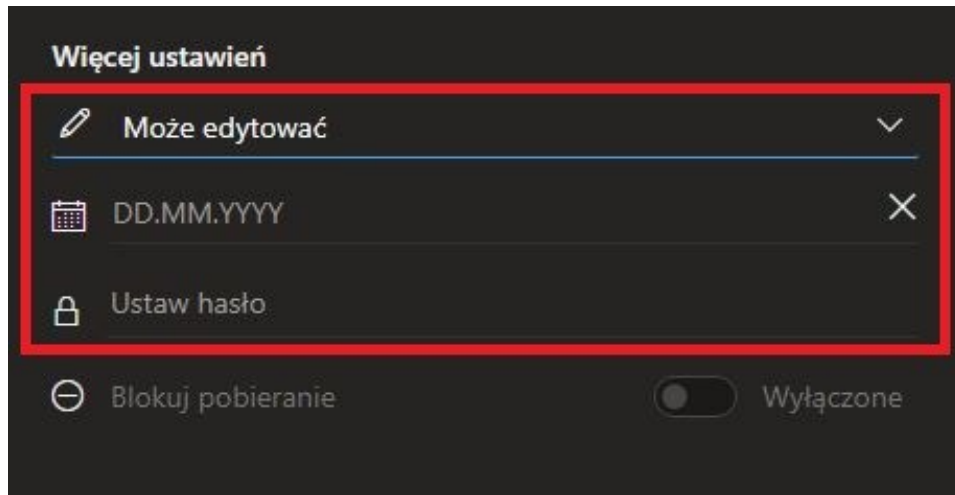 Więcej ustawień
Może edytować
DD.MM.YYYY
Ustaw hasło
Blokuj pobieranie Wyłączone